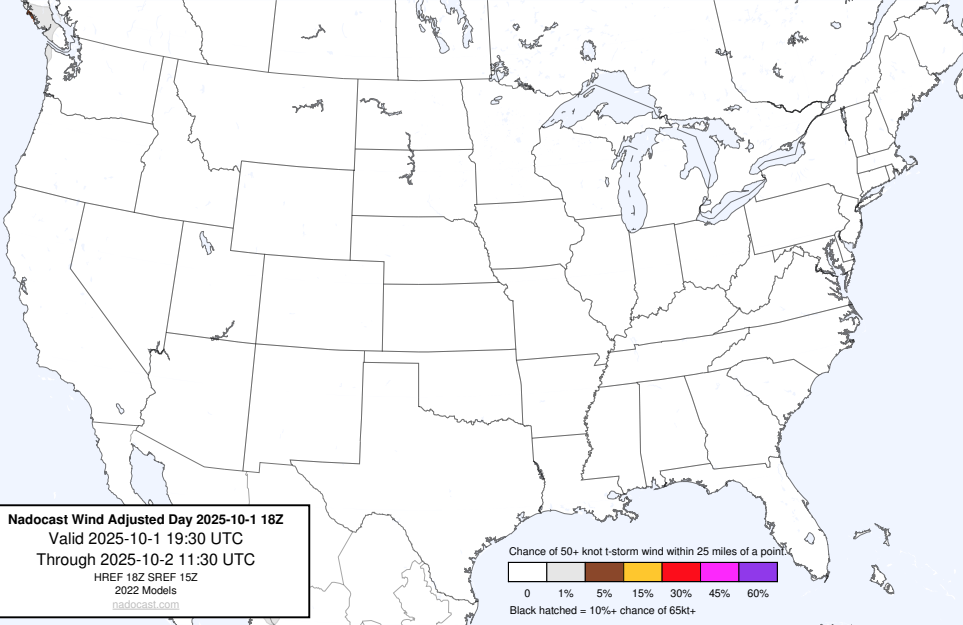 Nadocast Wind Adjusted Day 2025-10-1 18Z
Valid 2025-10-1 19:30 UTC
Through 2025-10-2 11:30 UTC
HREF 18Z SREF 15Z
2022 Models
nadocast.com
Chance of 50+ knot t-storm wind within 25 miles of a point.
0 1% 5% 15% 30% 45% 60%
Black hatched = 10%+ chance of 65kt+